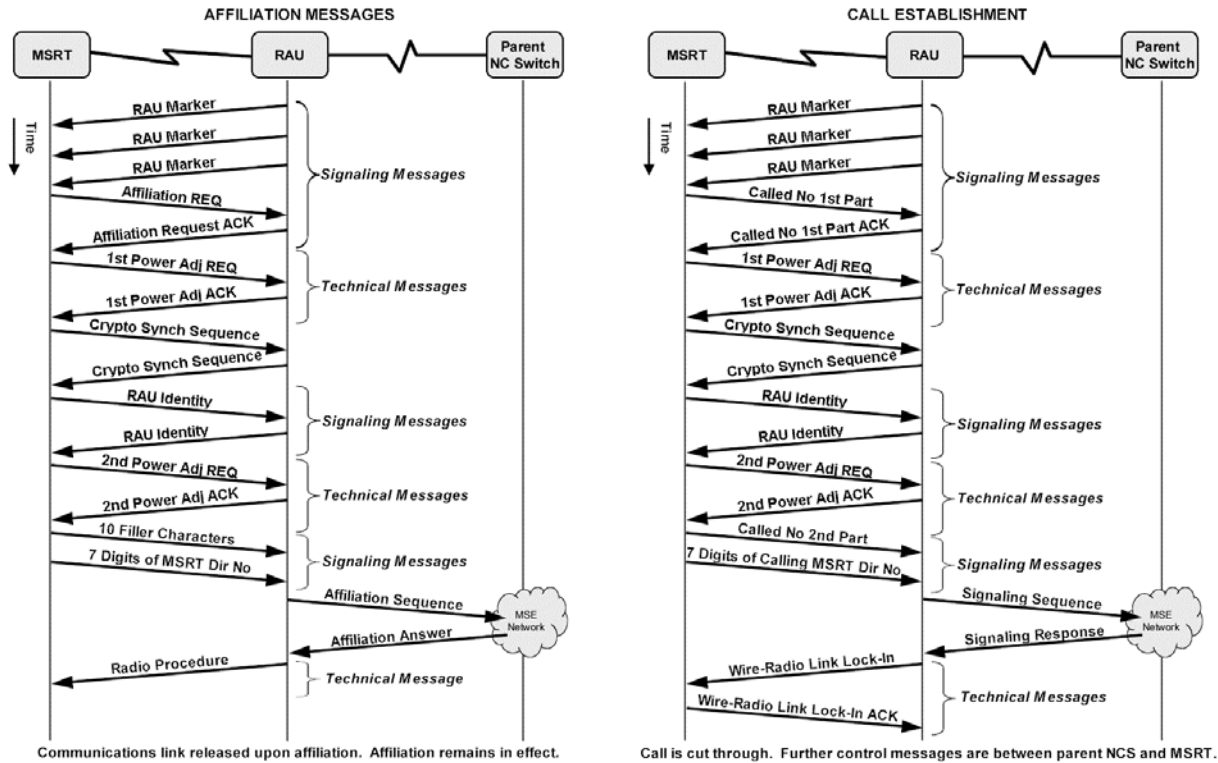 AFFILIATION MESSAGES
MSRT
RAU
Parent
NC Switch
Time
RAU Marker
RAU Marker
RAU Marker
Affiliation REQ
Affiliation Request ACK
Signaling Messages
1st Power Adj REQ
1st Power Adj ACK
Technical Messages
Crypto Synch Sequence
Crypto Synch Sequence
RAU Identity
RAU Identity
Signaling Messages
2nd Power Adj REQ
2nd Power Adj ACK
Technical Messages
10 Filler Characters
7 Digits of MSRT Dir No
Signaling Messages
Affiliation Sequence
MSE
Network
Affiliation Answer
Radio Procedure
Technical Message
Communications link released upon affiliation. Affiliation remains in effect.
CALL ESTABLISHMENT
MSRT
RAU
Parent
NC Switch
Time
RAU Marker
RAU Marker
RAU Marker
Called No 1st Part
Called No 1st Part ACK
Signaling Messages
1st Power Adj REQ
1st Power Adj ACK
Technical Messages
Crypto Synch Sequence
Crypto Synch Sequence
RAU Identity
RAU Identity
Signaling Messages
2nd Power Adj REQ
2nd Power Adj ACK
Technical Messages
Called No 2nd Part
7 Digits of Calling MSRT Dir No
Signaling Messages
Signaling Sequence
MSE
Network
Signaling Response
Wire-Radio Link Lock-In
Wire-Radio Link Lock-In ACK
Technical Messages
Call is cut through. Further control messages are between parent NCS and MSRT.